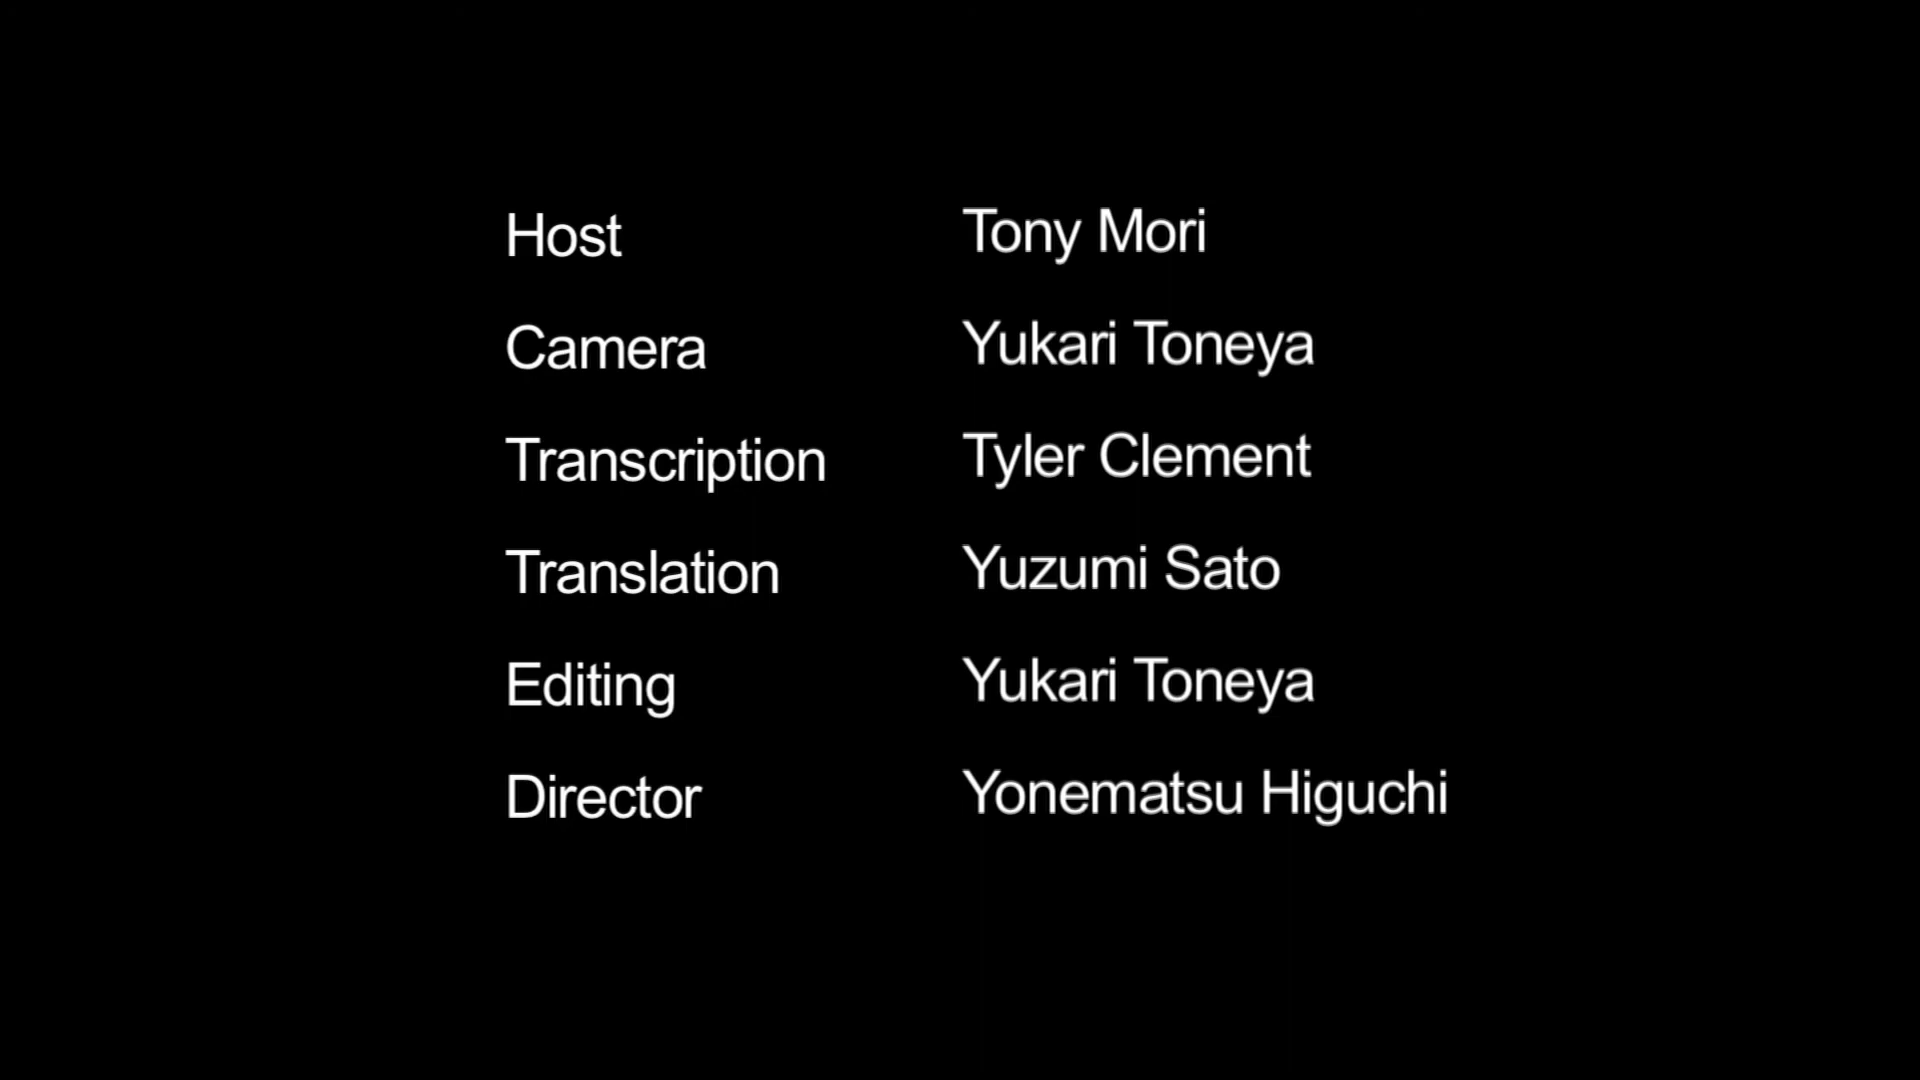 Host Tony Mori
Camera Yukari Toneya
Transcription Tyler Clement
Translation Yuzumi Sato
Editing Yukari Toneya
Director Yonematsu Higuchi